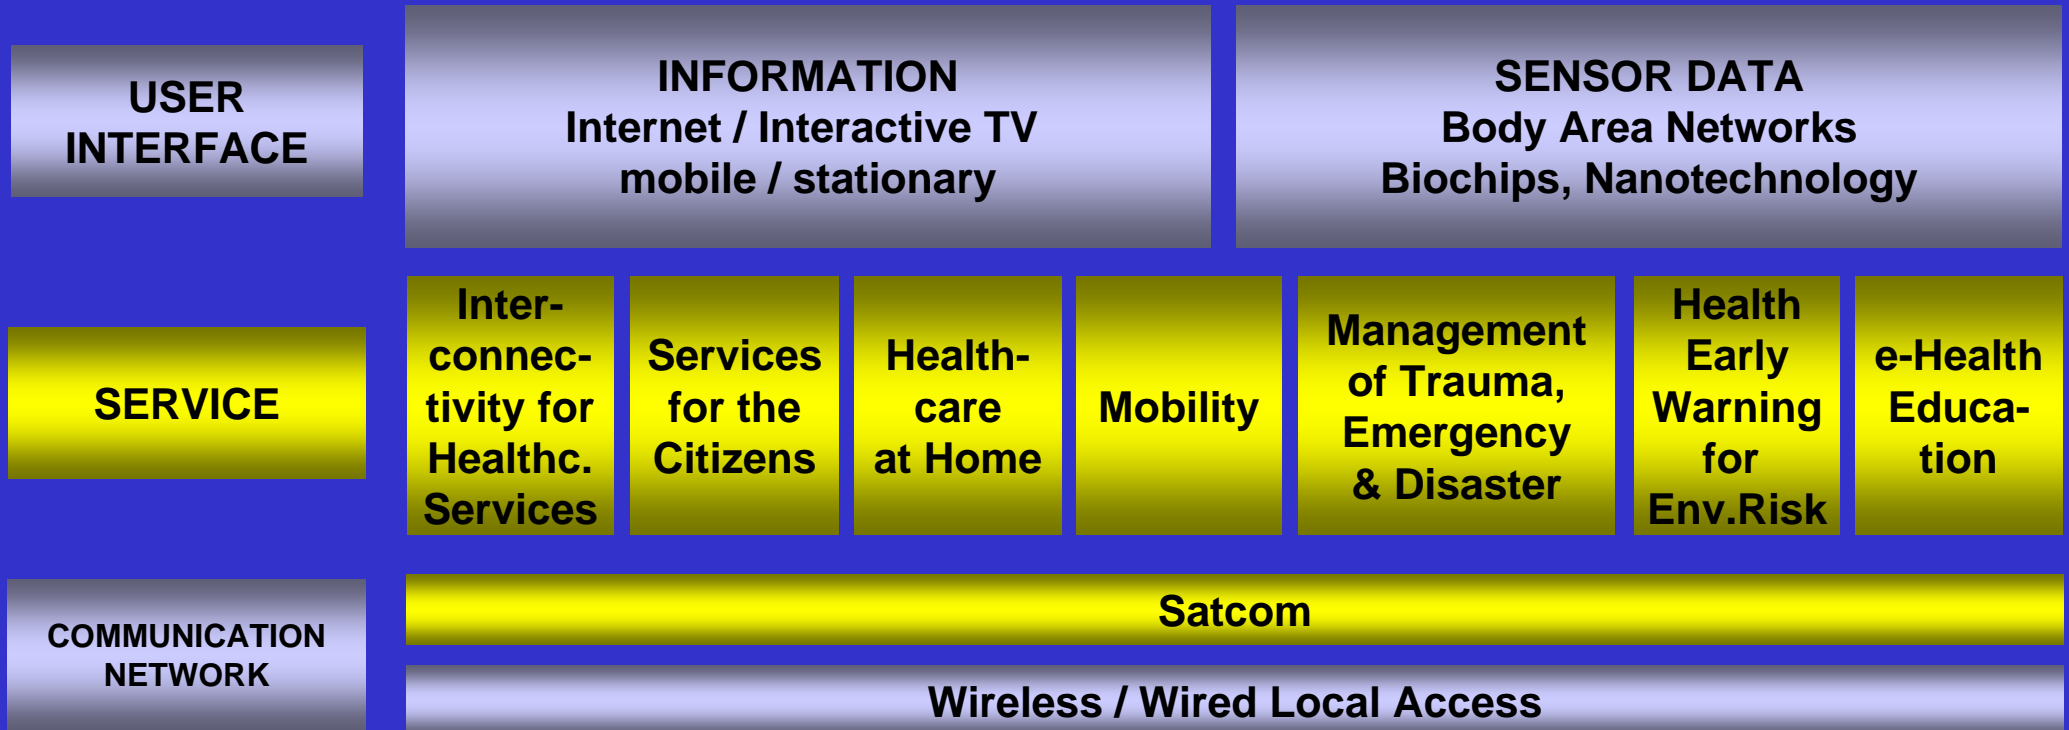 USER
INTERFACE
INFORMATION
Internet / Interactive TV
mobile / stationary
SENSOR DATA
Body Area Networks
Biochips, Nanotechnology
SERVICE
Inter-
connec-
tivity for
Healthc.
Services
Services
for the
Citizens
Health-
care
at Home
Mobility
Management
of Trauma,
Emergency
& Disaster
Health
Early
Warning
for
Env.Risk
e-Health
Educa-
tion
COMMUNICATION
NETWORK
Satcom
Wireless / Wired Local Access